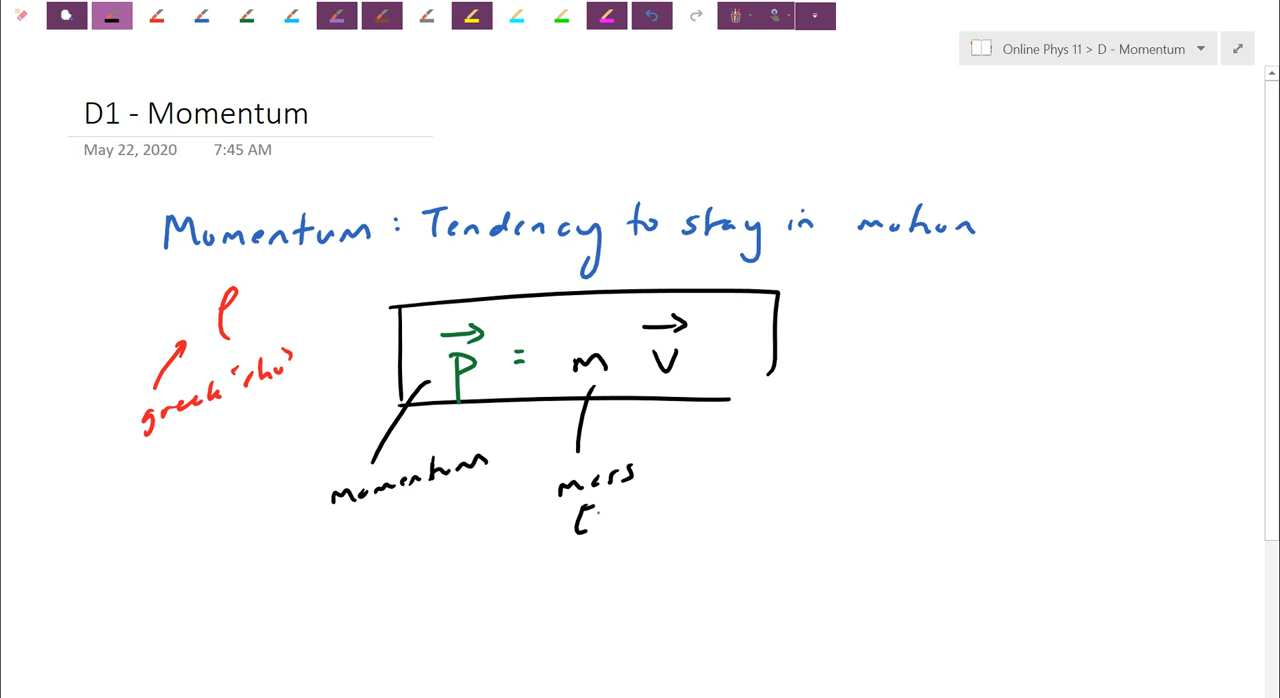 Online Phys 11 > D - Momentum
D1 - Momentum
May 22, 2020 7:45 AM
Momentum: Tendency to stay in motion
ρ
greek 'rho'
P = m v
momentum
mass
[